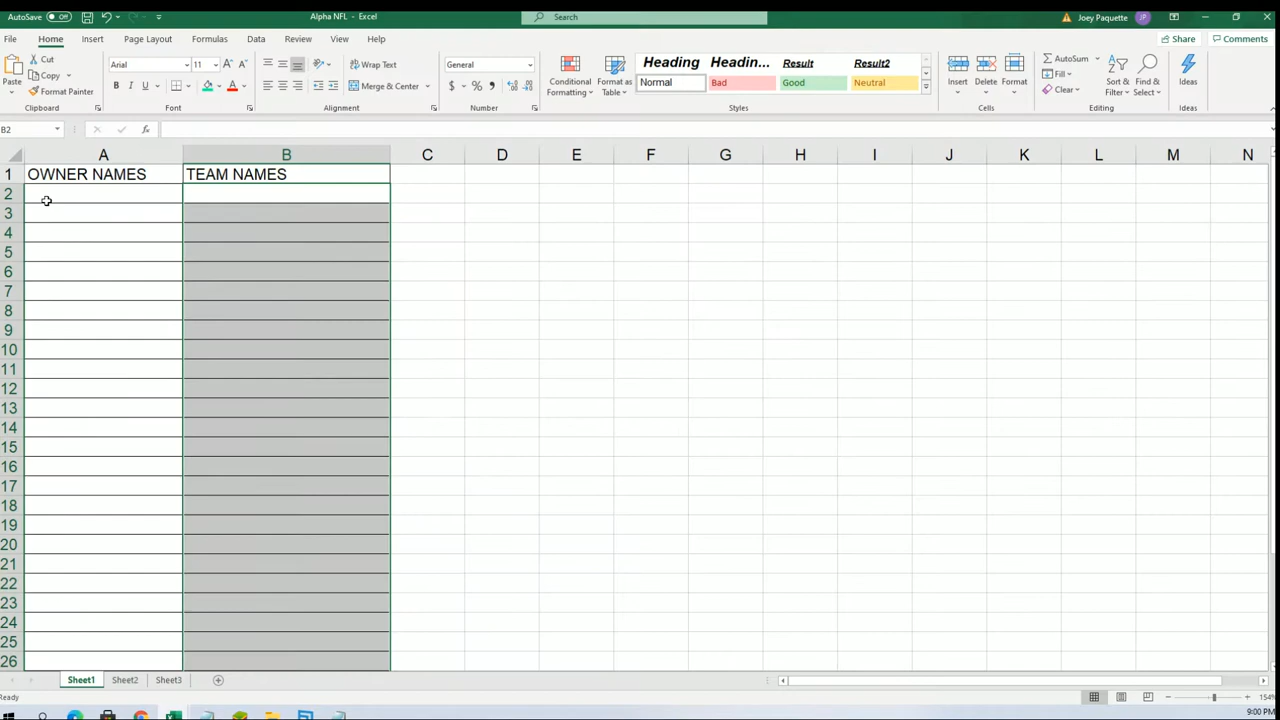 AutoSave Off Alpha NFL - Excel Search Joey Paquette JP
File Home Insert Page Layout Formulas Data Review View Help Share Comments
Paste Cut Copy Format Painter Clipboard
Arial 11 A A B I U A Font
Wrap Text Merge & Center Alignment
General $ % Number
Conditional Formatting Format as Table
Heading Headin... Result Result2
Normal Bad Good Neutral Styles
Insert Delete Format Cells
AutoSum Fill Clear Sort & Filter Find & Select Editing
Ideas Ideas
B2 fx
A B C D E F G H I J K L M N
1 OWNER NAMES TEAM NAMES
2
3
4
5
6
7
8
9
10
11
12
13
14
15
16
17
18
19
20
21
22
23
24
25
26
Sheet1 Sheet2 Sheet3
Ready 154%
9:00 PM